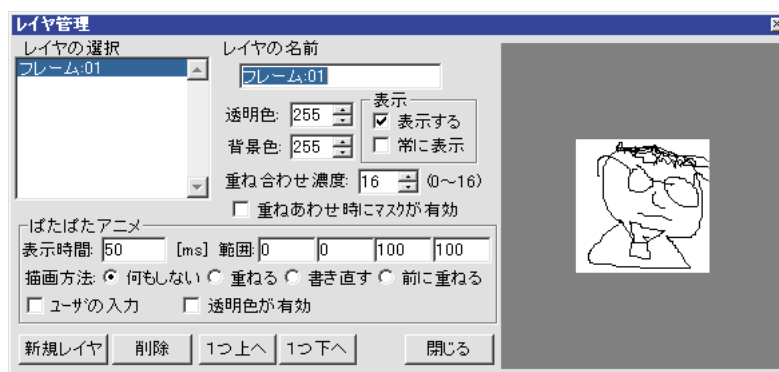 レイヤ管理
レイヤの選択
フレーム:01
レイヤの名前
フレーム:01
透明色: 255
背景色: 255
表示
表示する
常に表示
重ね合わせ濃度: 16 (0～16)
重ねあわせ時にマスクが有効
ぱたぱたアニメ
表示時間: 50 [ms] 範囲: 0 0 100 100
描画方法: 何もしない 重ねる 書き直す 前に重ねる
ユーザの入力 透明色が有効
新規レイヤ 削除 1つ上へ 1つ下へ 閉じる